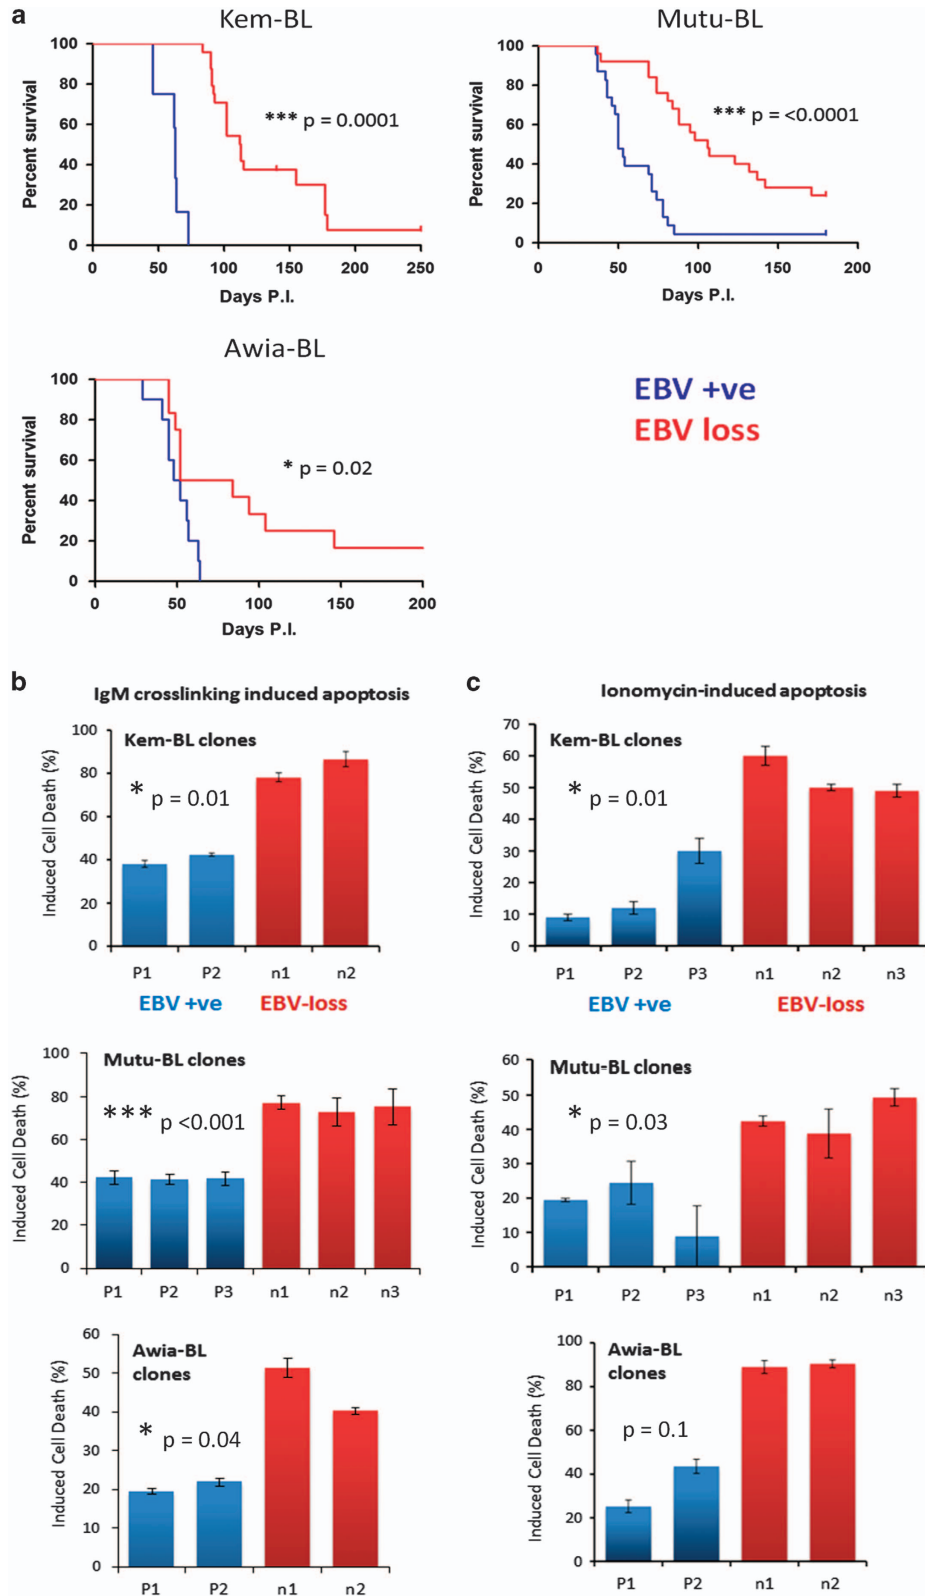 a
Kem-BL
100
80
60
40
20
0
Percent survival
*** p = 0.0001
0 50 100 150 200 250
Days P.I.
Mutu-BL
100
80
60
40
20
0
Percent survival
*** p = <0.0001
0 50 100 150 200
Days P.I.
Awia-BL
100
80
60
40
20
0
Percent survival
* p = 0.02
0 50 100 150 200
Days P.I.
EBV +ve
EBV loss
b
IgM crosslinking induced apoptosis
Kem-BL clones
* p = 0.01
Induced Cell Death (%)
100
80
60
40
20
0
P1 P2 n1 n2
EBV +ve EBV-loss
Mutu-BL clones
*** p <0.001
Induced Cell Death (%)
100
80
60
40
20
0
P1 P2 P3 n1 n2 n3
Awia-BL
clones
* p = 0.04
Induced Cell Death (%)
60
50
40
30
20
10
0
P1 P2 n1 n2
c
Ionomycin-induced apoptosis
Kem-BL clones
* p = 0.01
Induced Cell Death (%)
70
60
50
40
30
20
10
0
P1 P2 P3 n1 n2 n3
EBV +ve EBV-loss
Mutu-BL clones
* p = 0.03
Induced Cell Death (%)
60
50
40
30
20
10
0
P1 P2 P3 n1 n2 n3
Awia-BL
clones
p = 0.1
Induced Cell Death (%)
100
80
60
40
20
0
P1 P2 n1 n2